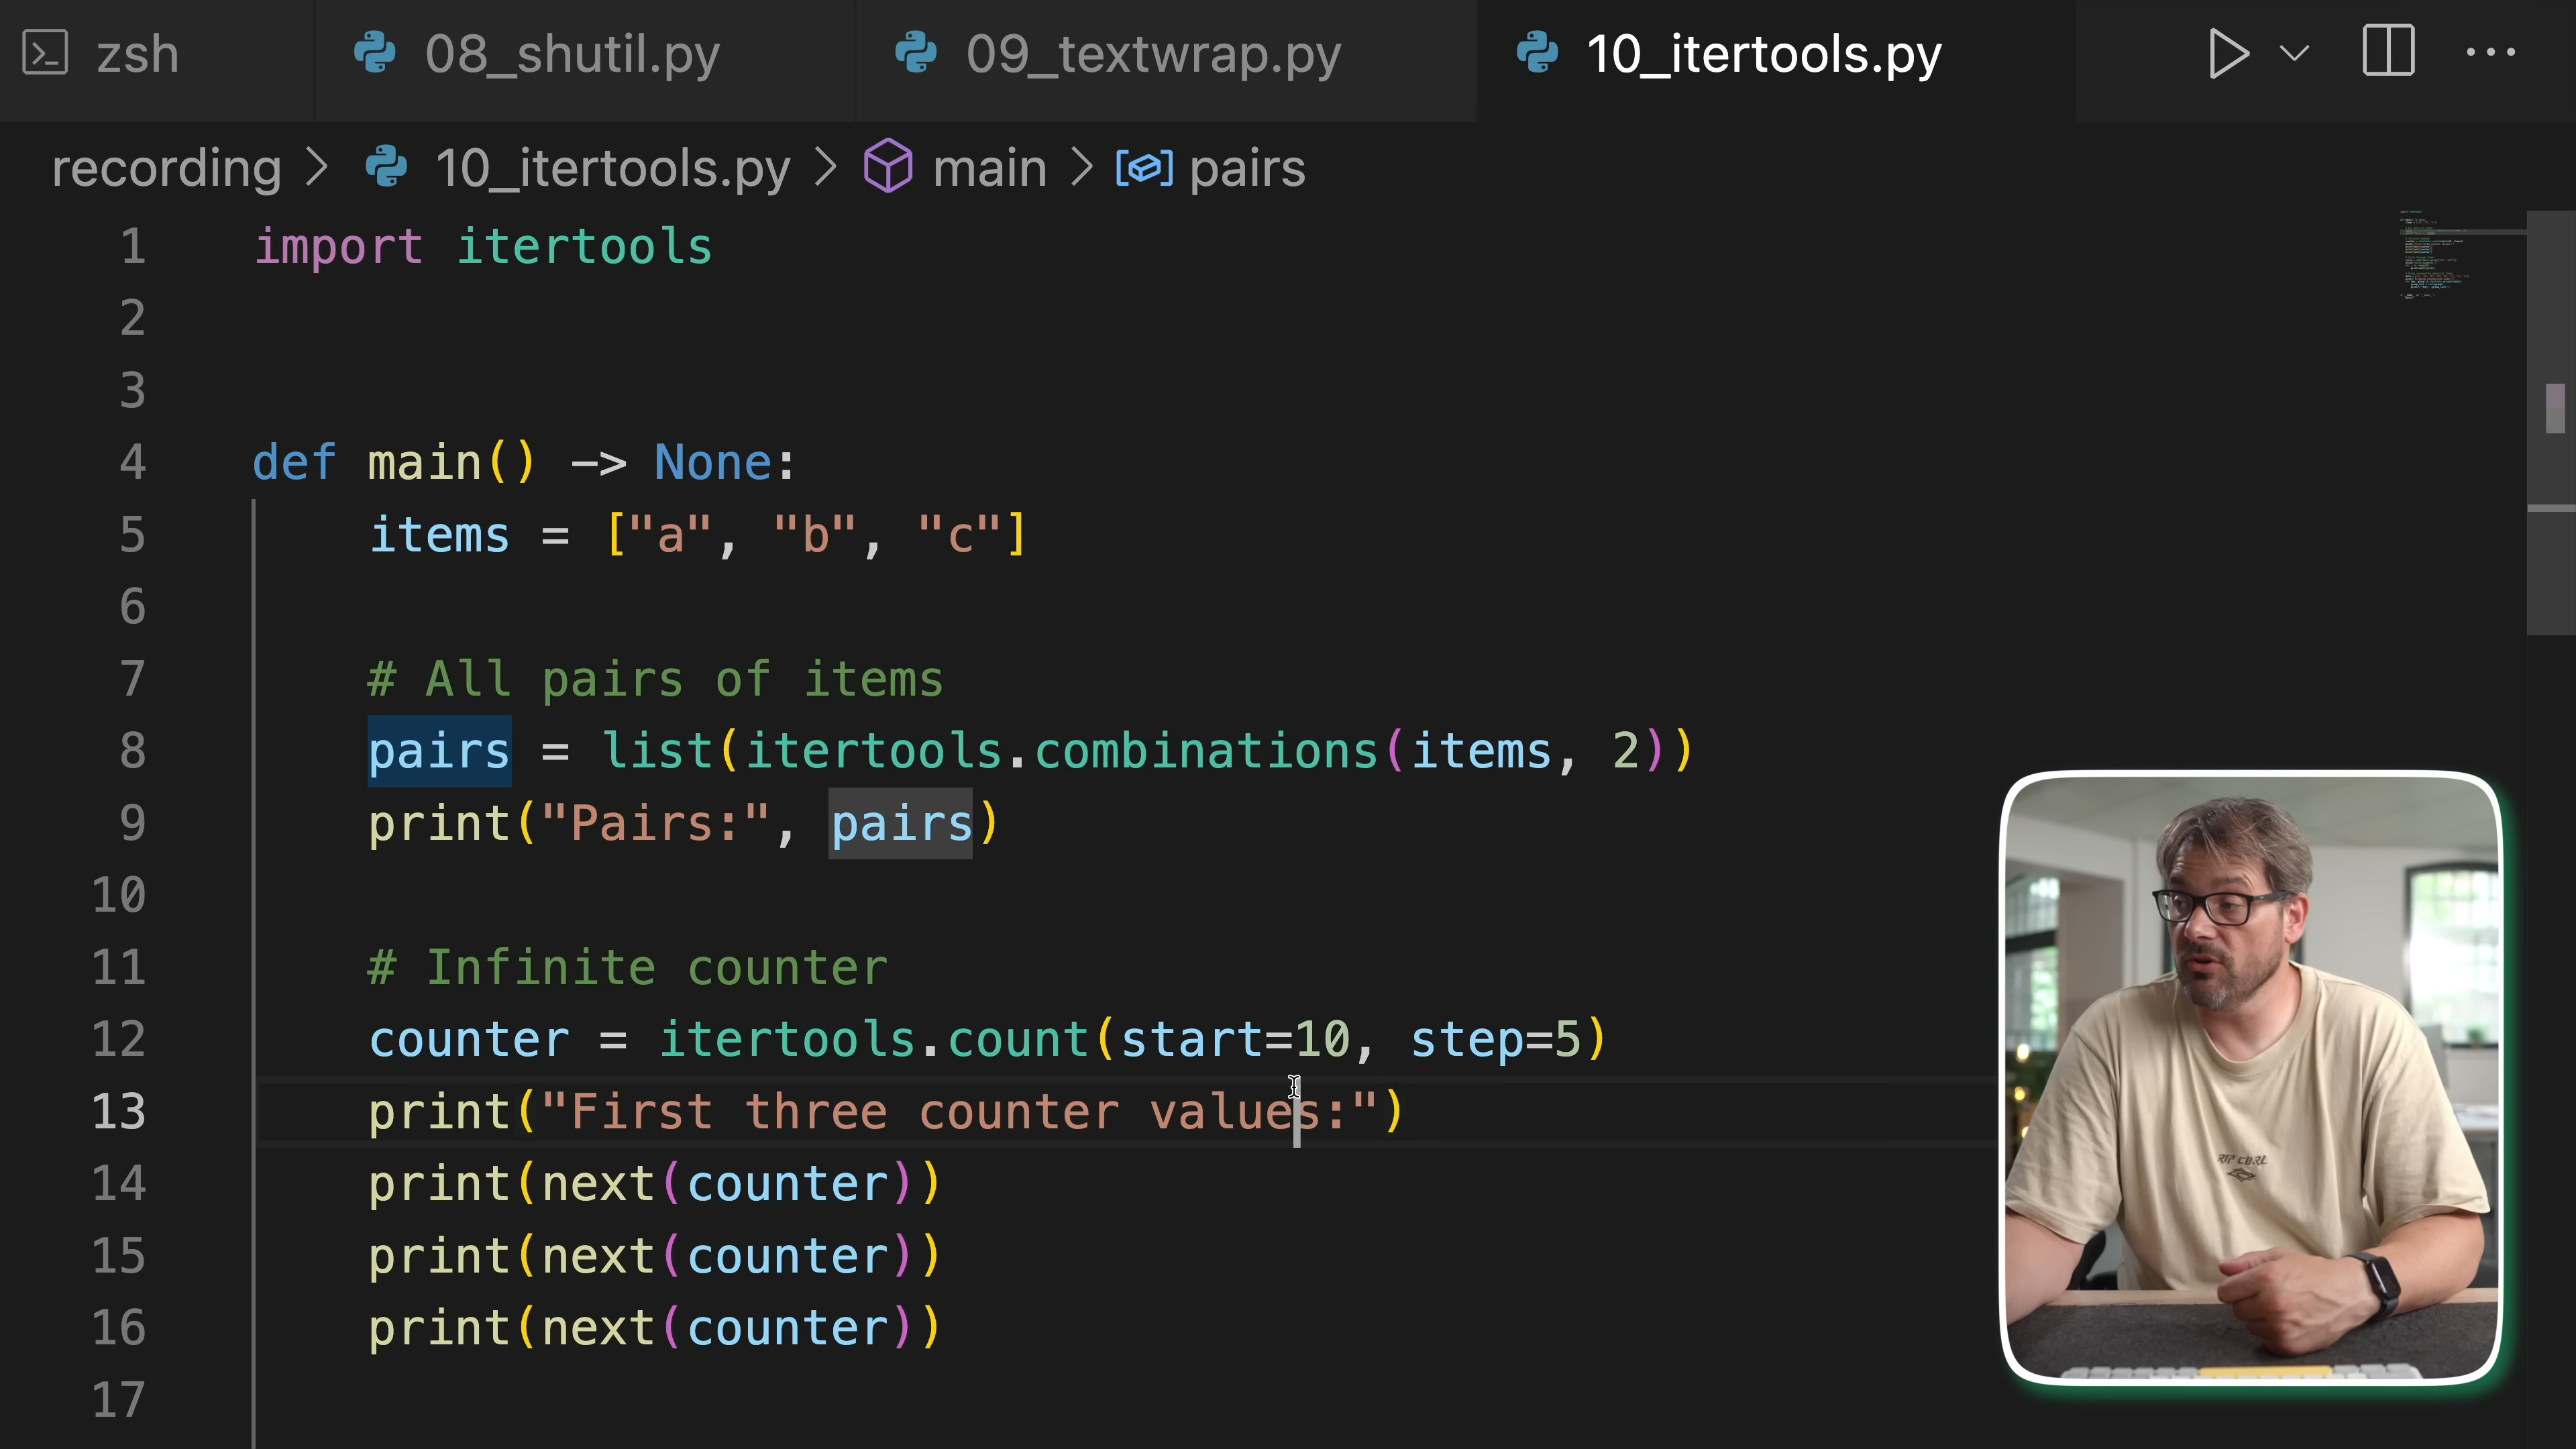 zsh 08_shutil.py 09_textwrap.py 10_itertools.py
recording > 10_itertools.py > main > pairs
1 import itertools
2
3
4 def main() -> None:
5 items = ["a", "b", "c"]
6
7 # All pairs of items
8 pairs = list(itertools.combinations(items, 2))
9 print("Pairs:", pairs)
10
11 # Infinite counter
12 counter = itertools.count(start=10, step=5)
13 print("First three counter values:")
14 print(next(counter))
15 print(next(counter))
16 print(next(counter))
17
RIP CURL